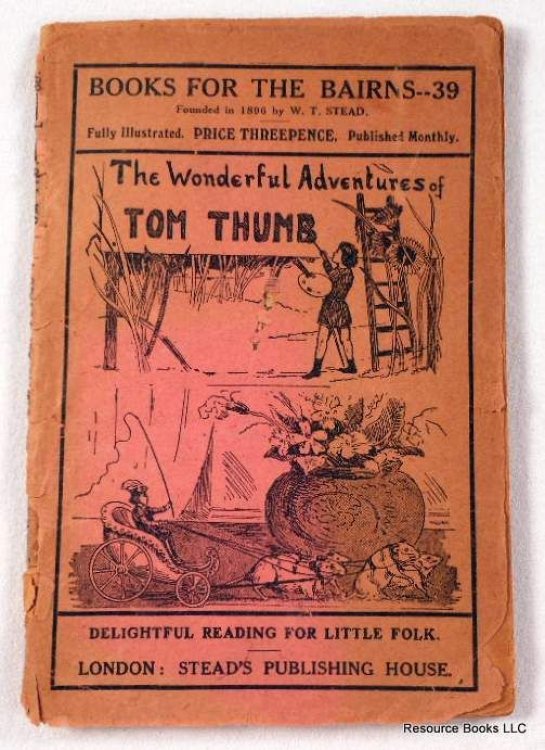 BOOKS FOR THE BAIRNS--39
Founded in 1896 by W. T. STEAD.
Fully Illustrated. PRICE THREEPENCE. Published Monthly.
The Wonderful Adventures of
TOM THUMB
DELIGHTFUL READING FOR LITTLE FOLK.
LONDON: STEAD'S PUBLISHING HOUSE.
Resource Books LLC